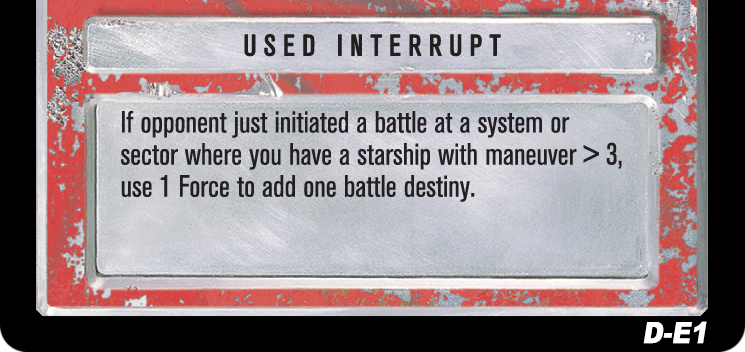 USED INTERRUPT
If opponent just initiated a battle at a system or
sector where you have a starship with maneuver > 3,
use 1 Force to add one battle destiny.
D-E1